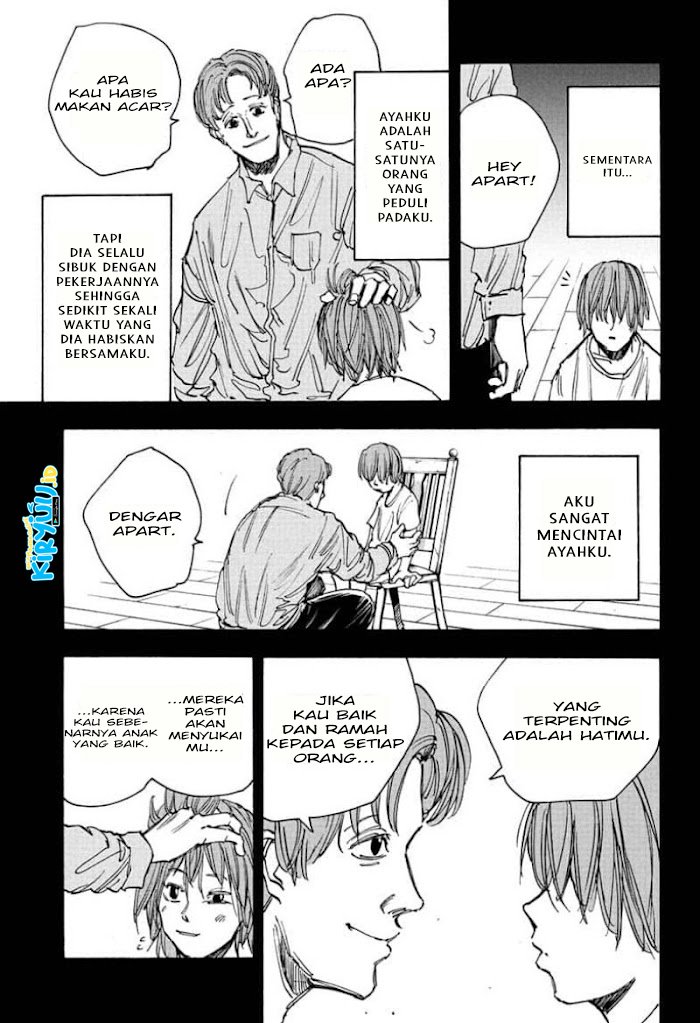 SEMENTARA
ITU...
HEY
APART!
ADA
APA?
AYAHKU
ADALAH
SATU-
SATUNYA
ORANG
YANG
PEDULI
PADAKU.
APA
KAU HABIS
MAKAN ACAR?
TAPI
DIA SELALU
SIBUK DENGAN
PEKERJAANNYA
SEHINGGA
SEDIKIT SEKALI
WAKTU YANG
DIA HABISKAN
BERSAMAKU.
AKU
SANGAT
MENCINTAI
AYAHKU.
DENGAR
APART.
KIRYUU.ID
YANG
TERPENTING
ADALAH HATIMU.
JIKA
KAU BAIK
DAN RAMAH
KEPADA SETIAP
ORANG...
...MEREKA
PASTI
AKAN
MENYUKAI
MU...
...KARENA
KAU SEBE-
NARNYA ANAK
YANG BAIK.